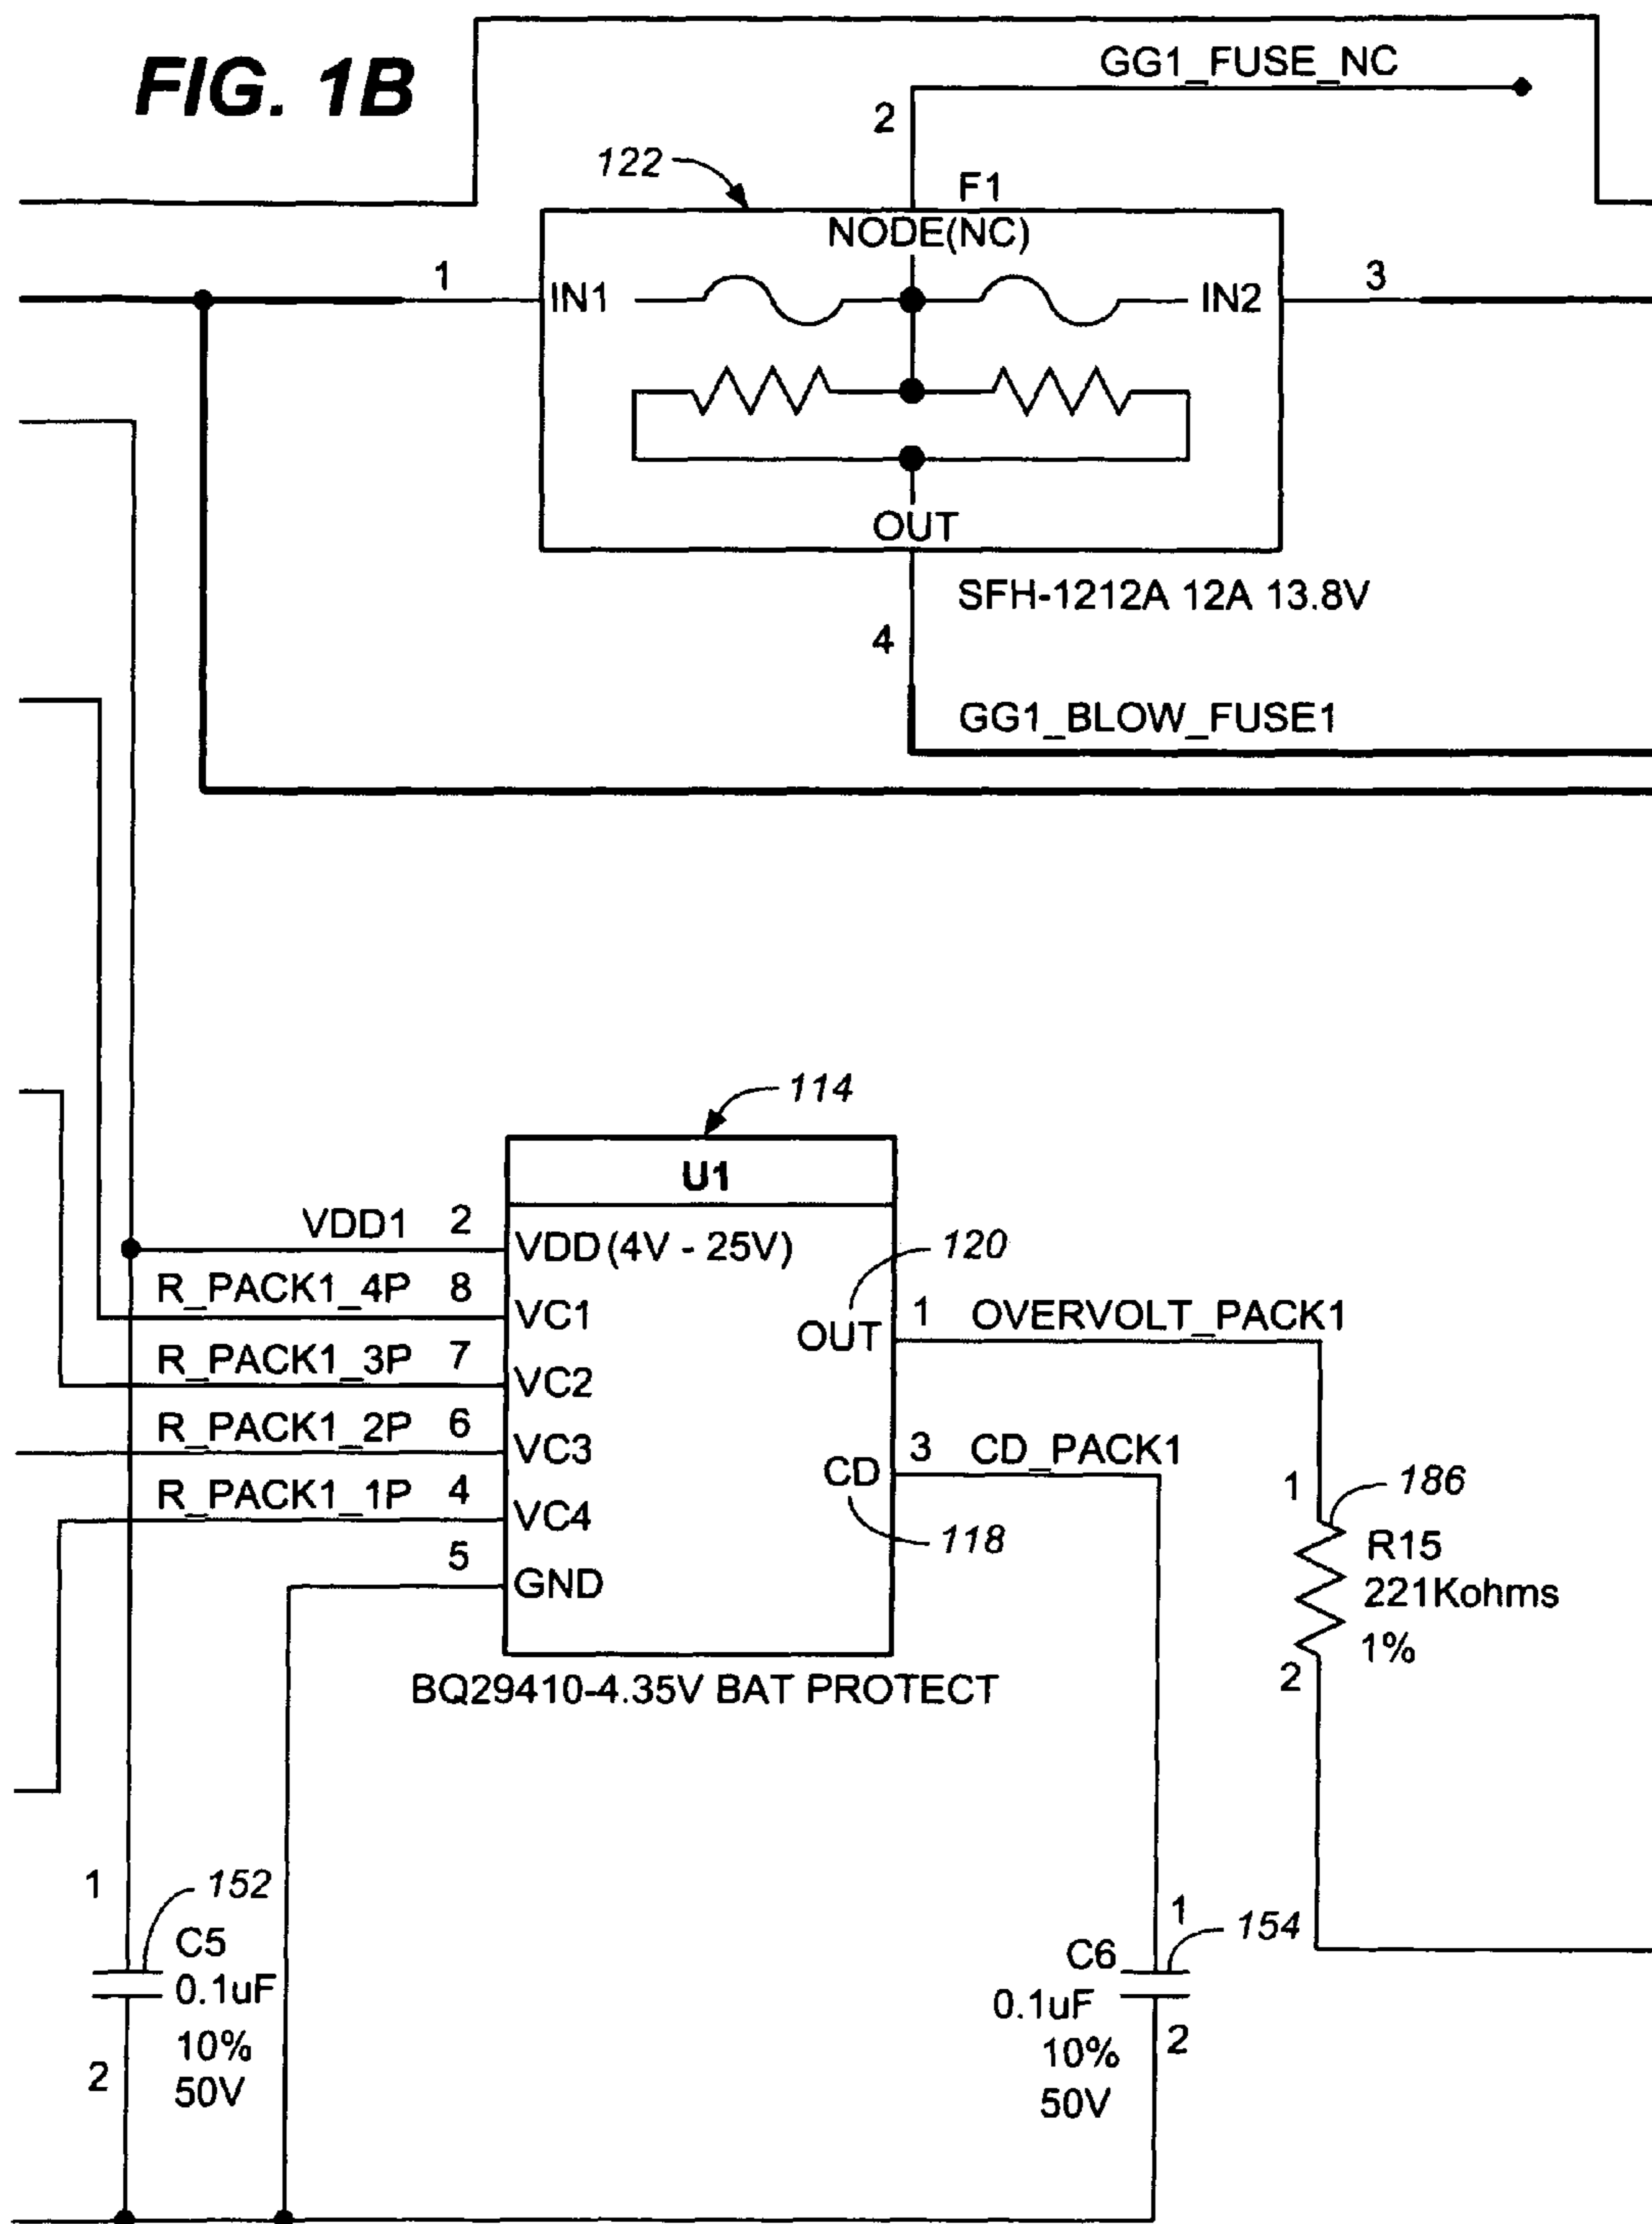 FIG. 1B
GG1_FUSE_NC
2
122
F1
NODE(NC)
1
IN1
IN2
3
OUT
SFH-1212A 12A 13.8V
4
GG1_BLOW_FUSE1
114
U1
VDD1 2
VDD(4V - 25V)
120
R_PACK1_4P 8
VC1
OUT
1 OVERVOLT_PACK1
R_PACK1_3P 7
VC2
R_PACK1_2P 6
VC3
3 CD_PACK1
CD
R_PACK1_1P 4
VC4
118
1
186
R15
221Kohms
1%
2
5
GND
BQ29410-4.35V BAT PROTECT
1
152
C5
0.1uF
10%
50V
2
1
154
C6
0.1uF
10%
50V
2